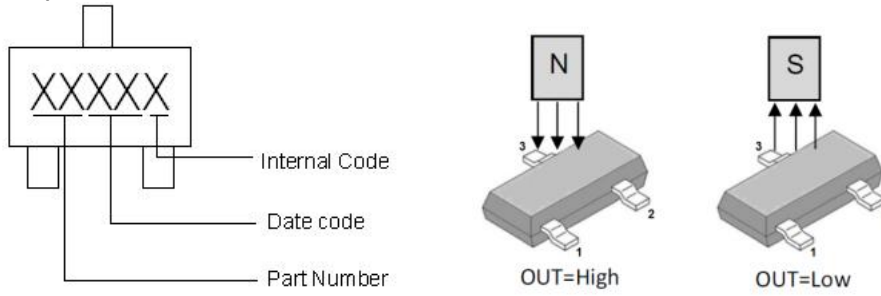 XXXXX
Internal Code
Date code
Part Number
N
3
2
1
OUT=High
S
3
1
OUT=Low